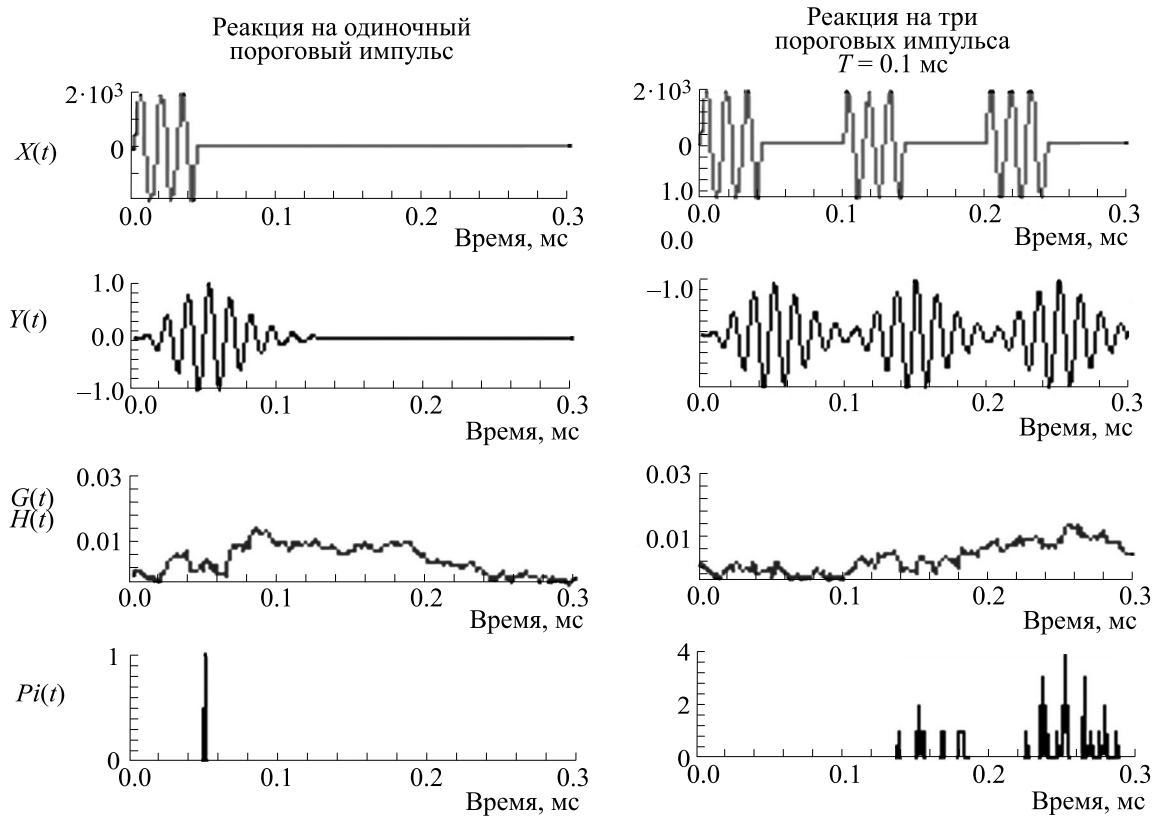 Реакция на одиночный
пороговый импульс
Реакция на три
пороговых импульса
T = 0.1 мс
X(t)
2·10³
0
0.0 0.1 0.2 0.3
Время, мс
2·10³
0
1.0
0.0 0.1 0.2 0.3
Время, мс
0.0
Y(t)
1.0
0.0
–1.0
0.0 0.1 0.2 0.3
Время, мс
–1.0
0.0 0.1 0.2 0.3
Время, мс
G(t)
H(t)
0.03
0.01
0.0 0.1 0.2 0.3
Время, мс
0.03
0.01
0.0 0.1 0.2 0.3
Время, мс
Pi(t)
1
0
0.0 0.1 0.2 0.3
Время, мс
4
2
0
0.0 0.1 0.2 0.3
Время, мс